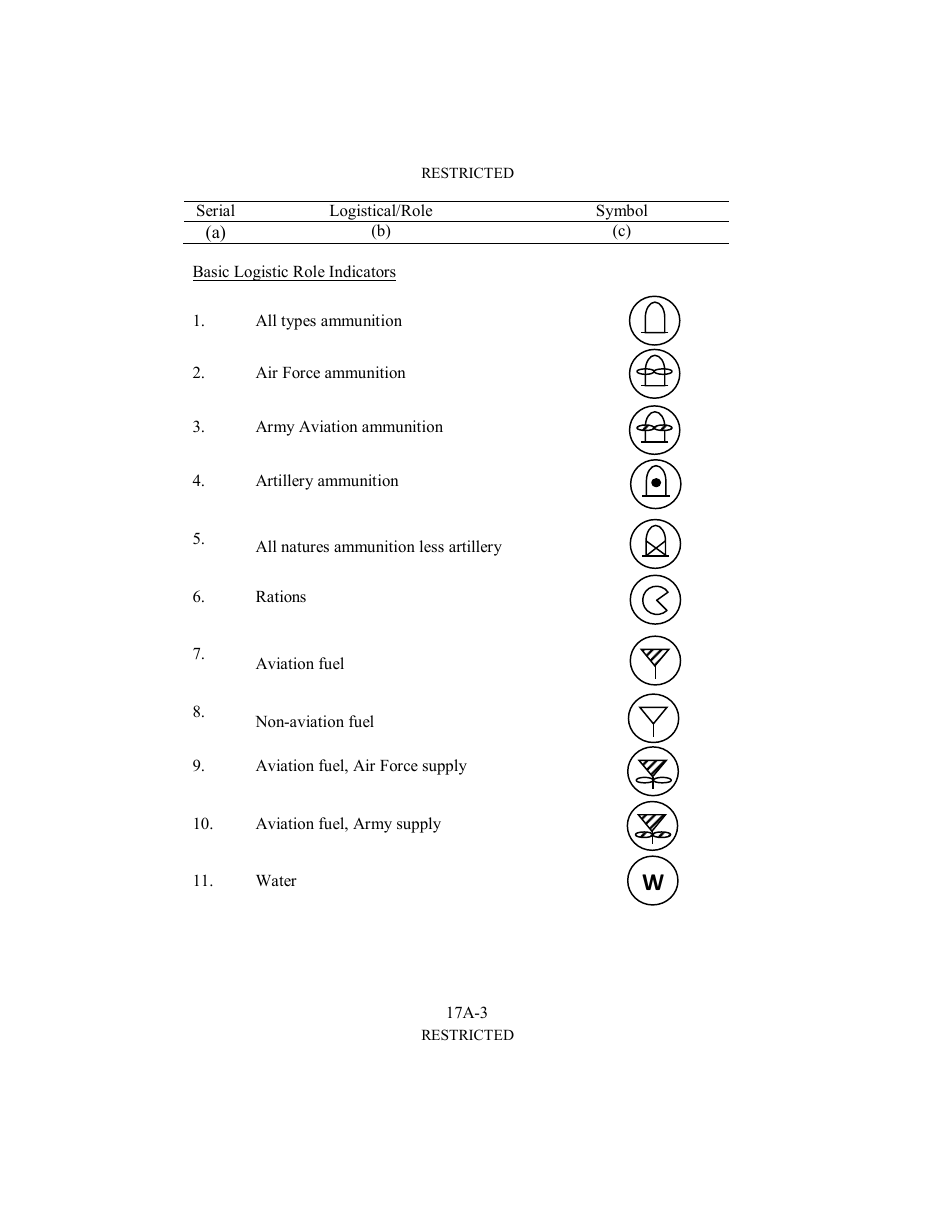 RESTRICTED
Serial Logistical/Role Symbol
(a) (b) (c)
Basic Logistic Role Indicators
1. All types ammunition
2. Air Force ammunition
3. Army Aviation ammunition
4. Artillery ammunition
5. All natures ammunition less artillery
6. Rations
7. Aviation fuel
8. Non-aviation fuel
9. Aviation fuel, Air Force supply
10. Aviation fuel, Army supply
11. Water W
17A-3
RESTRICTED